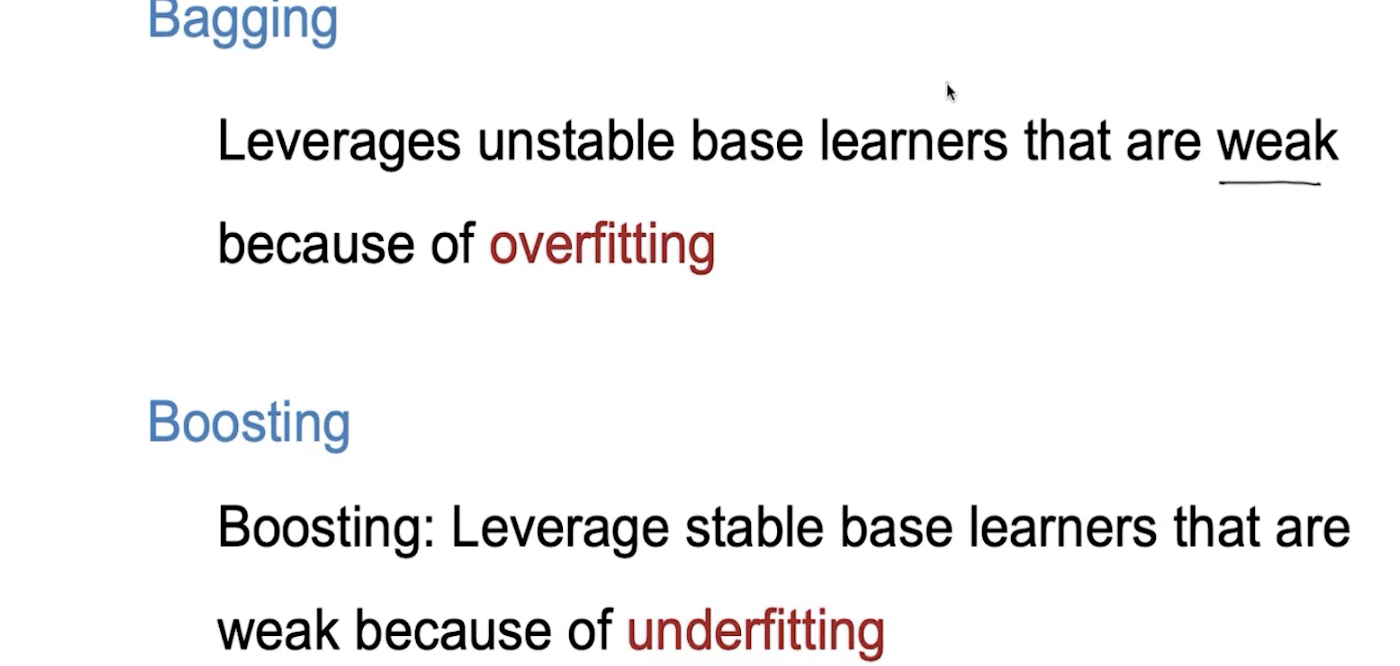 Bagging
Leverages unstable base learners that are weak
because of overfitting
Boosting
Boosting: Leverage stable base learners that are
weak because of underfitting